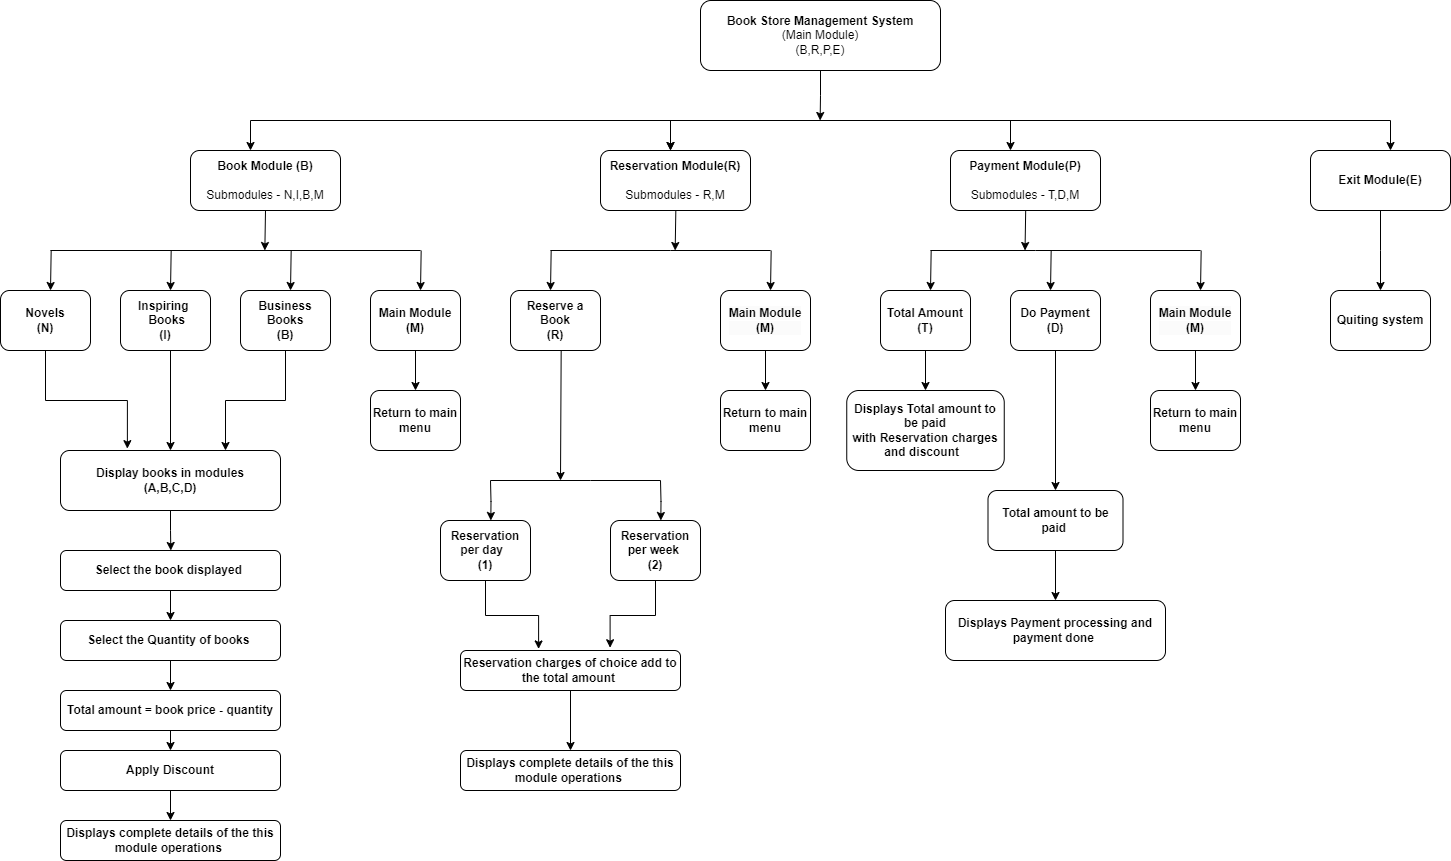 Book Store Management System
(Main Module)
(B,R,P,E)
Book Module (B)
Submodules - N,I,B,M
Reservation Module(R)
Submodules - R,M
Payment Module(P)
Submodules - T,D,M
Exit Module(E)
Novels
(N)
Inspiring
Books
(I)
Business
Books
(B)
Main Module
(M)
Reserve a
Book
(R)
Main Module
(M)
Total Amount
(T)
Do Payment
(D)
Main Module
(M)
Quiting system
Return to main
menu
Return to main
menu
Displays Total amount to
be paid
with Reservation charges
and discount
Return to main
menu
Display books in modules
(A,B,C,D)
Total amount to be
paid
Reservation
per day
(1)
Reservation
per week
(2)
Select the book displayed
Displays Payment processing and
payment done
Select the Quantity of books
Reservation charges of choice add to
the total amount
Total amount = book price - quantity
Apply Discount
Displays complete details of the this
module operations
Displays complete details of the this
module operations